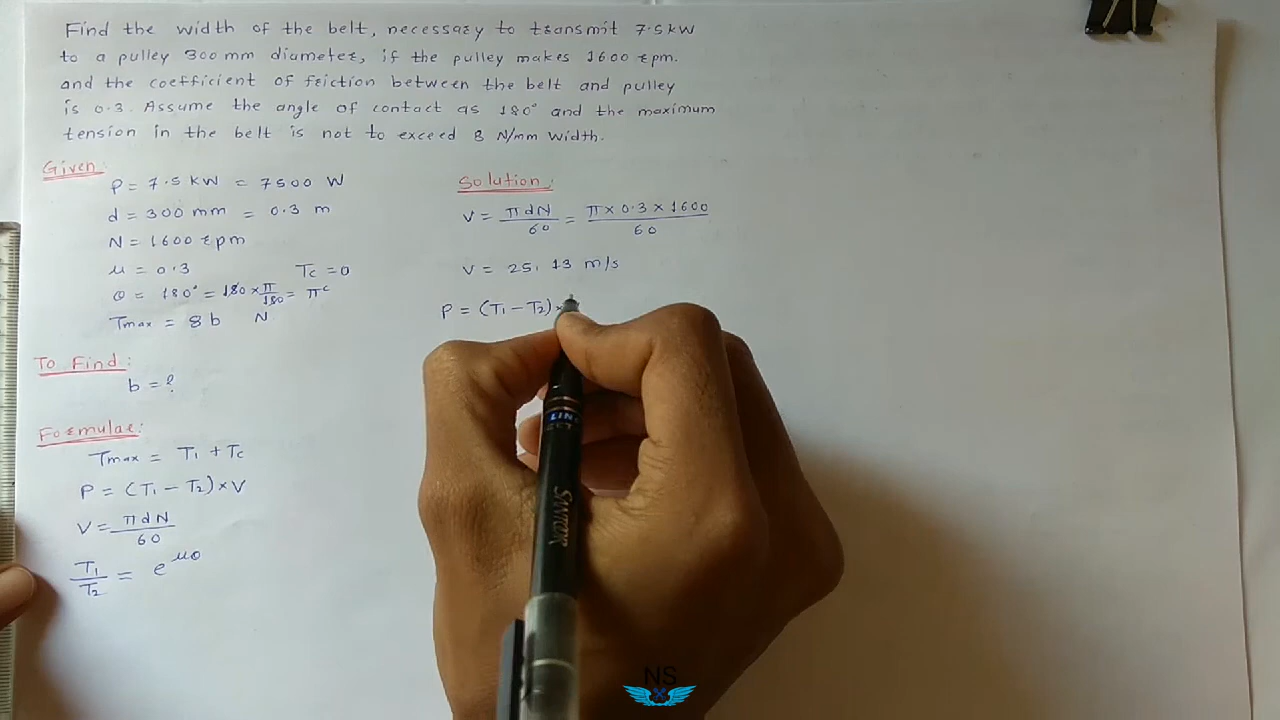 Find the width of the belt, necessary to transmit 7.5 kW
to a pulley 300 mm diameter, if the pulley makes 1600 rpm.
and the coefficient of friction between the belt and pulley
is 0.3. Assume the angle of contact as 180° and the maximum
tension in the belt is not to exceed 8 N/mm width.
Given:
P = 7.5 kW = 7500 W
d = 300 mm = 0.3 m
N = 1600 rpm
μ = 0.3 Tc = 0
θ = 180° = 180 × π/180 = π^c
Tmax = 8 b N
To Find:
b = ?
Formulae:
Tmax = T1 + Tc
P = (T1 - T2) × V
V = πdN/60
T1/T2 = e^μθ
Solution:
V = πdN/60 = π × 0.3 × 1600/60
V = 25.13 m/s
P = (T1 - T2) ×
SANTOR
NS